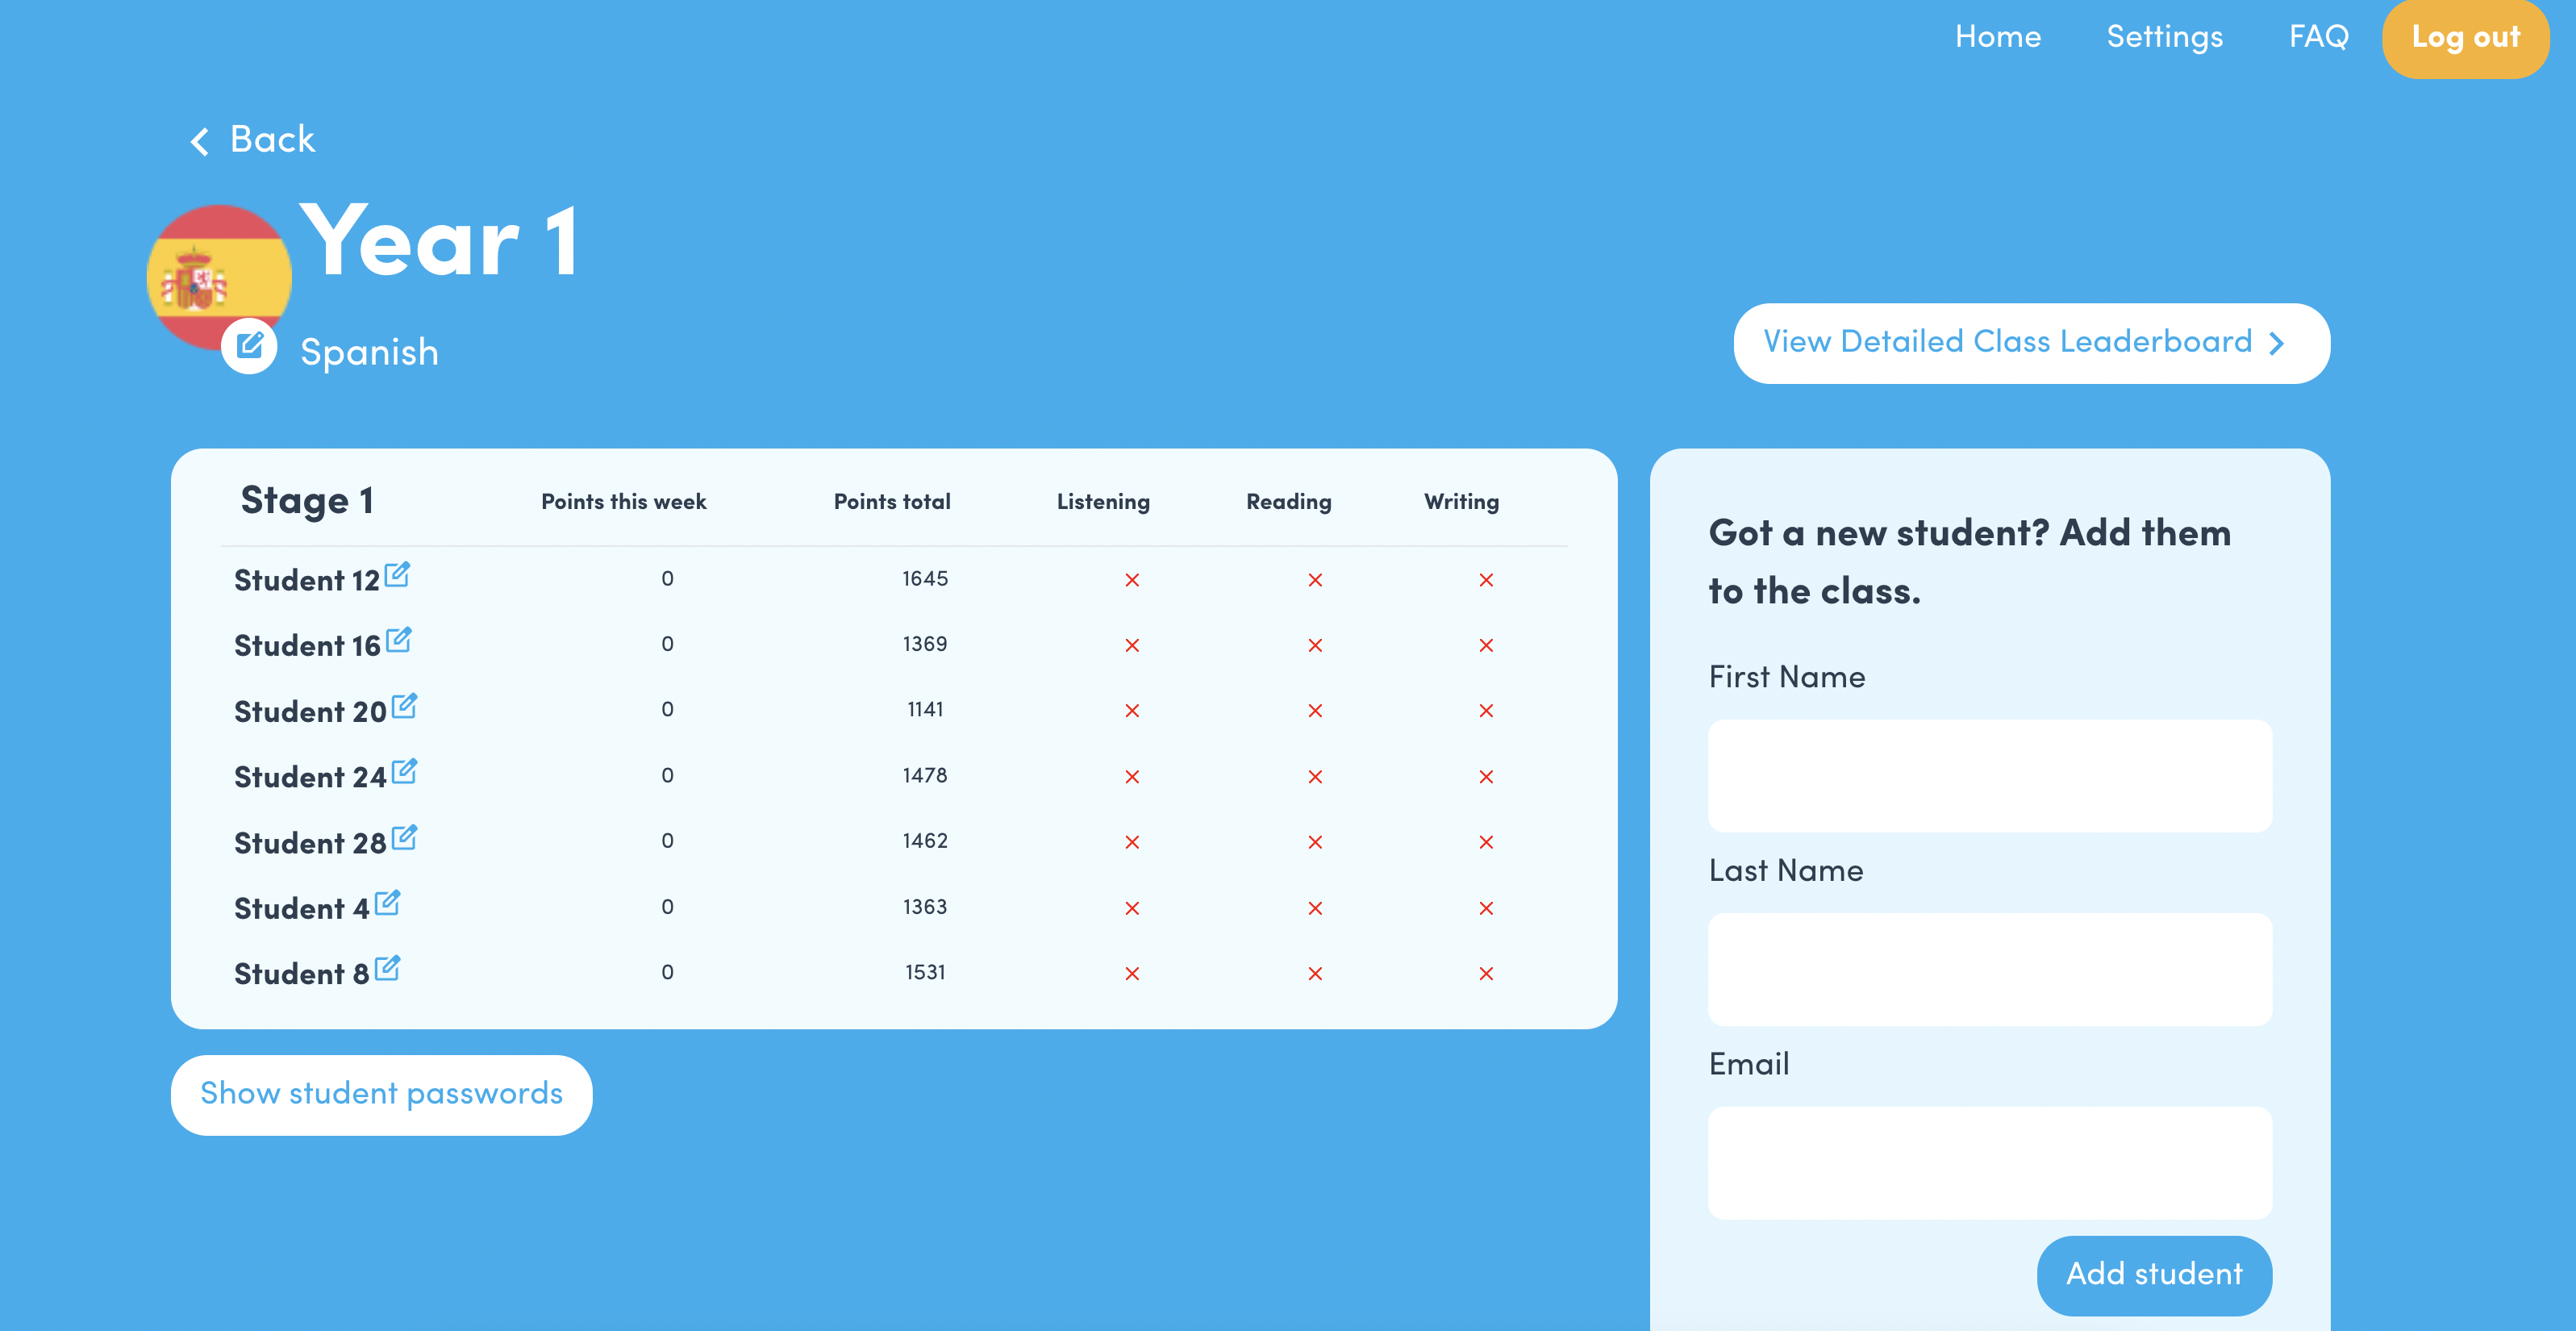 Home Settings FAQ Log out
Back
Year 1
Spanish
View Detailed Class Leaderboard
Stage 1 Points this week Points total Listening Reading Writing
Student 12 0 1645
Student 16 0 1369
Student 20 0 1141
Student 24 0 1478
Student 28 0 1462
Student 4 0 1363
Student 8 0 1531
Show student passwords
Got a new student? Add them
to the class.
First Name
Last Name
Email
Add student